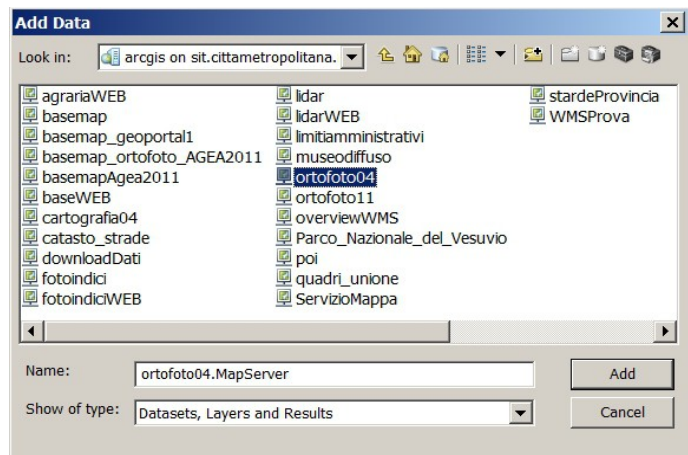 Add Data
Look in: arcgis on sit.cittametropolitana.
agrariaWEB
basemap
basemap_geoportal1
basemap_ortofoto_AGEA2011
basemapAgea2011
baseWEB
cartografia04
catasto_strade
downloadDati
fotoindici
fotoindiciWEB
lidar
lidarWEB
limitiamministrativi
museodiffuso
ortofoto04
ortofoto11
overviewWMS
Parco_Nazionale_del_Vesuvio
poi
quadri_unione
ServizioMappa
stardeProvincia
WMSProva
Name: ortofoto04.MapServer
Add
Show of type: Datasets, Layers and Results
Cancel